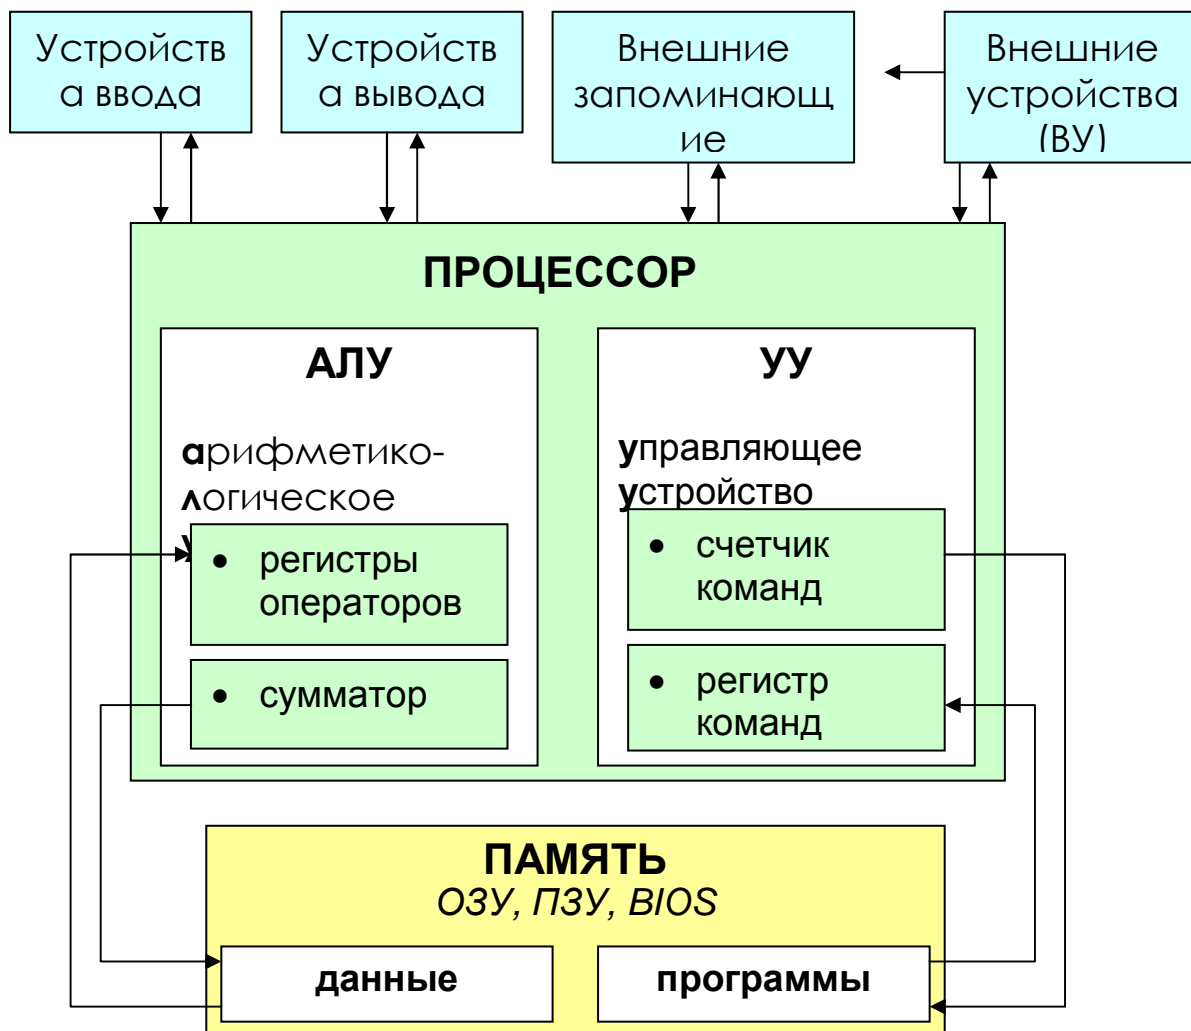 Устройств
а ввода
Устройств
а вывода
Внешние
запоминающ
ие
Внешние
устройства
(ВУ)
ПРОЦЕССОР
АЛУ
арифметико-
логическое
• регистры
операторов
• сумматор
УУ
управляющее
устройство
• счетчик
команд
• регистр
команд
ПАМЯТЬ
ОЗУ, ПЗУ, BIOS
данные
программы